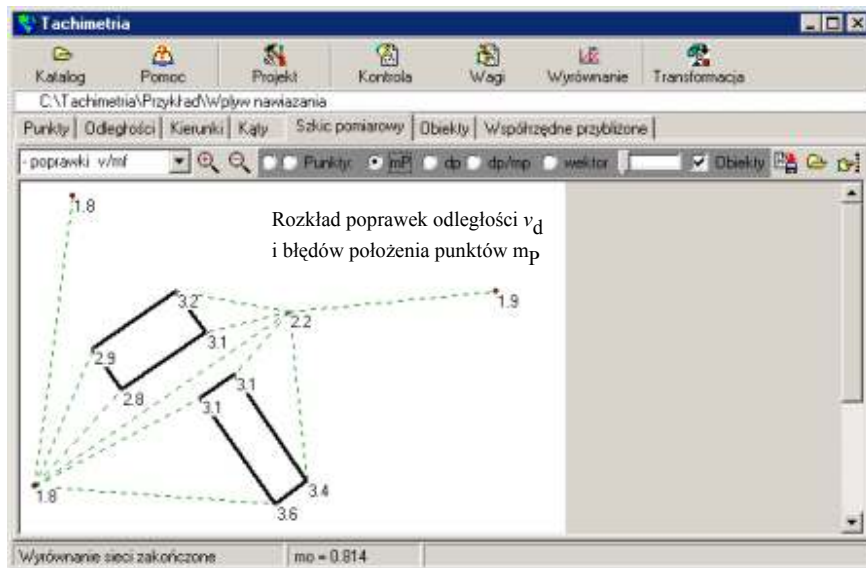 Tachimetria
Katalog Pomoc Projekt Kontrola Wagi Wyrównanie Transformacja
C:\Tachimetria\Przykład\Wplyw nawiazania
Punkty Odległości Kierunki Kąty Szkic pomiarowy Obiekty Współrzędne przybliżone
- poprawki v/mf Punkty: mP dp dp/mp wektor Obiekty
1.8
Rozkład poprawek odległości vd
i błędów położenia punktów mP
3.2
1.9
2.2
3.1
2.9
3.1
2.8
3.1
3.4
1.8
3.6
Wyrównanie sieci zakończone mo = 0.814